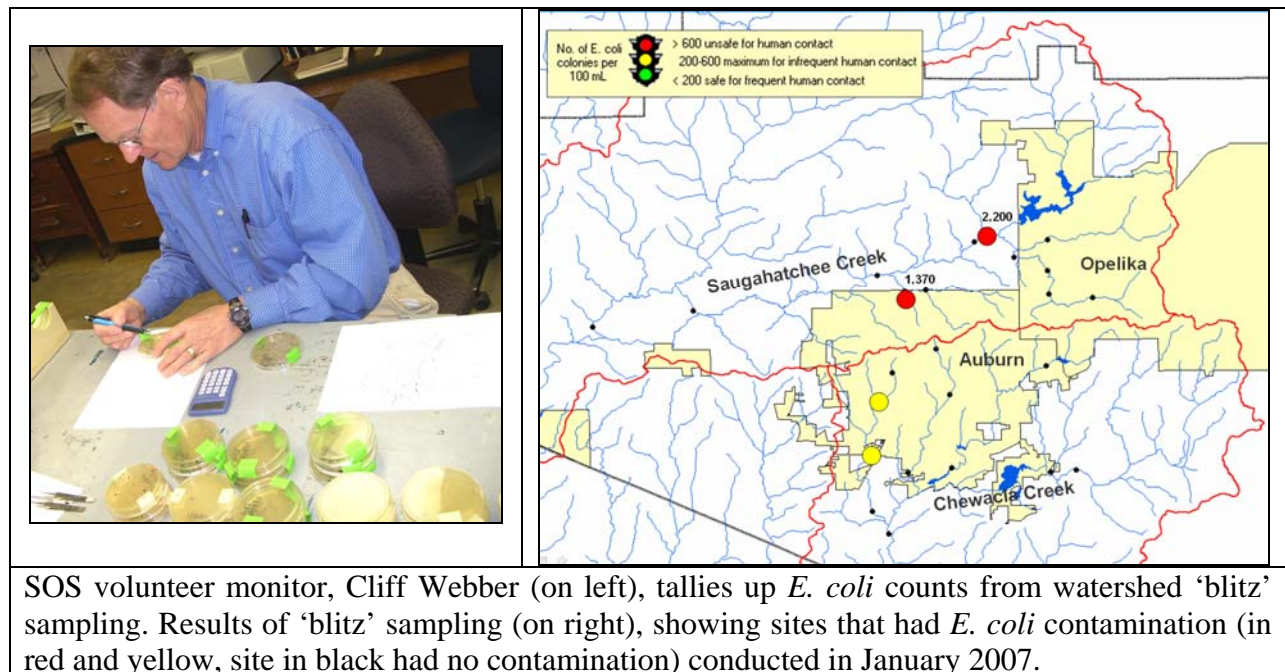 No. of E. coli
colonies per
100 mL
> 600 unsafe for human contact
200-600 maximum for infrequent human contact
< 200 safe for frequent human contact
2,200
Saugahatchee Creek
Opelika
1,370
Auburn
Chewacla Creek
SOS volunteer monitor, Cliff Webber (on left), tallies up E. coli counts from watershed ‘blitz’
sampling. Results of ‘blitz’ sampling (on right), showing sites that had E. coli contamination (in
red and yellow, site in black had no contamination) conducted in January 2007.